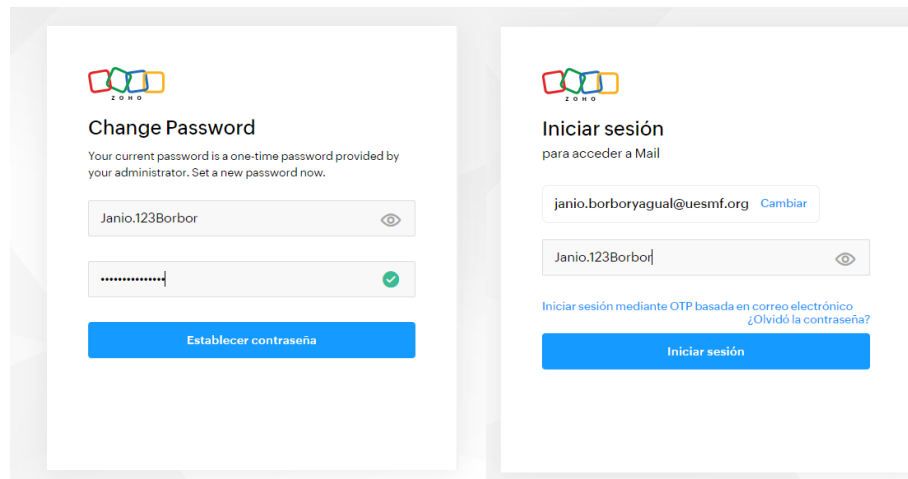 ZOHO
Change Password
Your current password is a one-time password provided by
your administrator. Set a new password now.
Janio.123Borbor
•••••••••••••••
Establecer contraseña
ZOHO
Iniciar sesión
para acceder a Mail
janio.borboryagual@uesmf.org Cambiar
Janio.123Borbor
Iniciar sesión mediante OTP basada en correo electrónico
¿Olvidó la contraseña?
Iniciar sesión